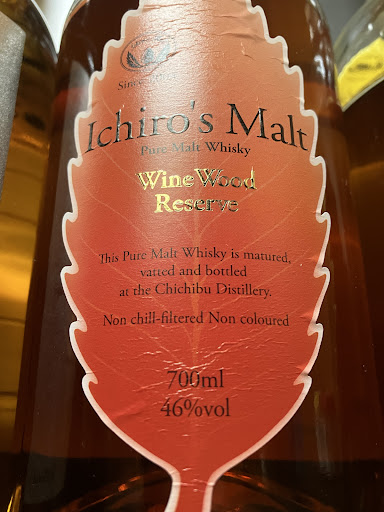 Ichiro's Malt
Pure Malt Whisky
Wine Wood
Reserve
This Pure Malt Whisky is matured,
vatted and bottled
at the Chichibu Distillery.
Non chill-filtered Non coloured
700ml
46%vol